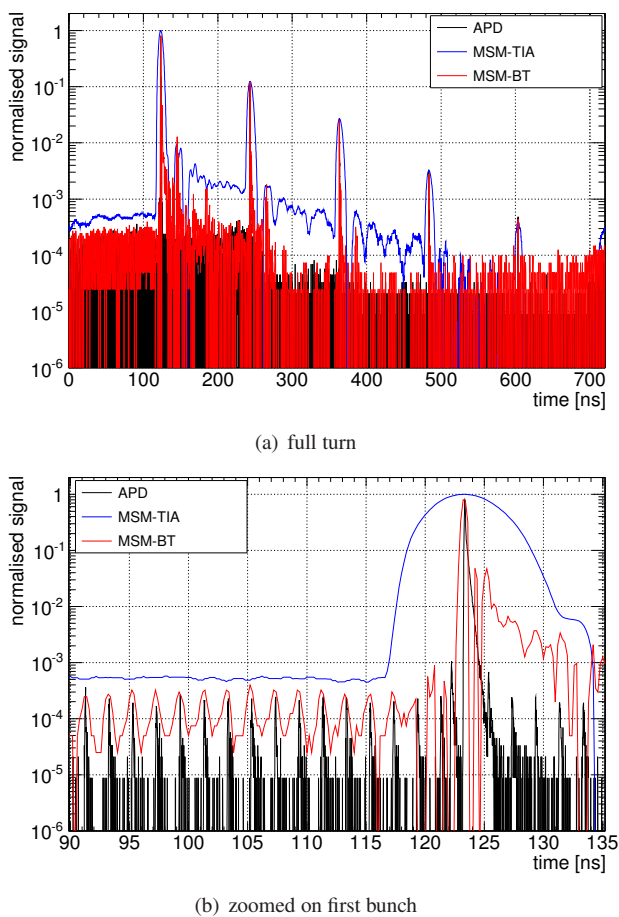 normalised signal
APD
MSM-TIA
MSM-BT
1
10-1
10-2
10-3
10-4
10-5
10-6
0 100 200 300 400 500 600 700
time [ns]
(a) full turn
normalised signal
APD
MSM-TIA
MSM-BT
1
10-1
10-2
10-3
10-4
10-5
10-6
90 95 100 105 110 115 120 125 130 135
time [ns]
(b) zoomed on first bunch